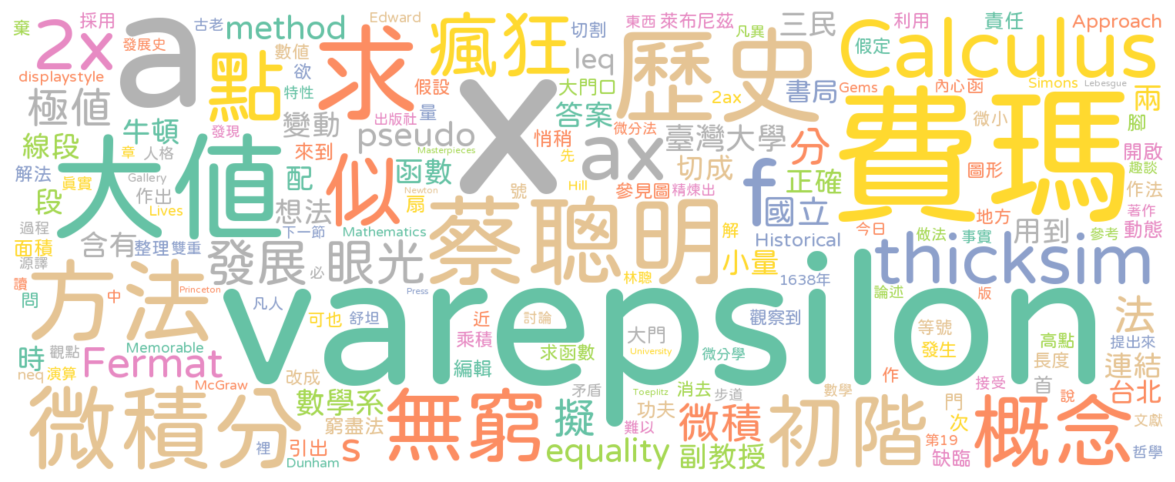 棄 採用 古老 Edward
2x 發展史 a 數值 method
求 瘋狂 切割 東西 萊布尼茲 凡異 三民 利用 責任 Approach
歷史 Calculus 假定
displaystyle 極值 點 欲 特性 假設 leq 大門口 2ax 書局 Gems 內心函 Simons Lebesgue 兩
出版社 量 答案
線段 牛頓 發現 變動 pseudo 悄稍 微分法 臺灣大學 費瑪 微小 腳 開啟
章 人格 來到 Masterpieces 先 ax 分 圖形 趣談
解法 眞實 大值 配 似 函數 切成 f 正確 作法
段 Gallery 作出 Newton 號 Hill 參見圖 精煉出 國立 地方 著作
Lives 想法 扇 蔡聰明 解 用到 動態
過程 含有 下一節 Mathematics 小量 Historical 今日 做法 事實 參考
面積 整理 雙重 發展 眼光 thicksim
源譯 必 林聰
讀 方法 中 Princeton 凡人 varepsilon Press 1638年 論述 版 法
問 可也 舒坦 近 討論 大門 觀察到 等號 高點 提出來
時 觀點 Memorable 乘積 求函數 University 微分學 發生 長度 連結
neq 演算 Fermat McGraw 改成 編輯 Toeplitz 消去 步道 數學 作 接受 首 說 台北
微積分 數學系 無窮 矛盾 擬 功夫 微積 初階 門 概念 文獻
窮盡法 難以 次
裡 引出 s equality 副教授 第19 哲學
Dunham 缺臨